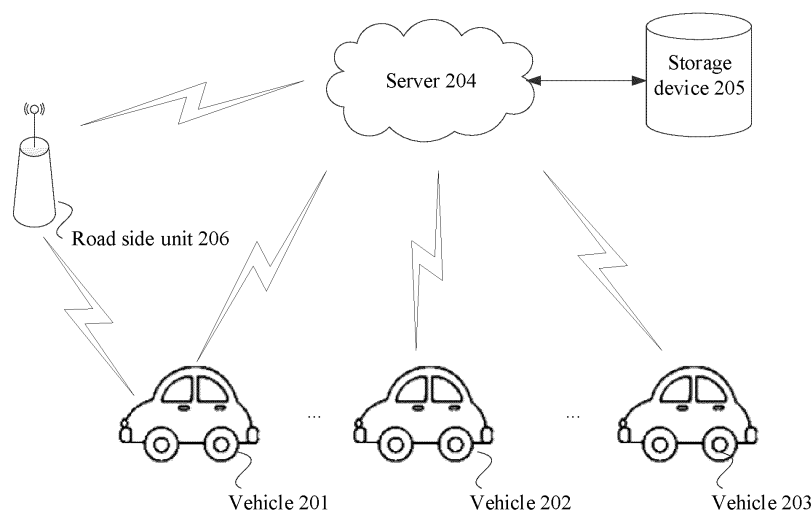 Server 204
Storage
device 205
Road side unit 206
...
...
Vehicle 201
Vehicle 202
Vehicle 203